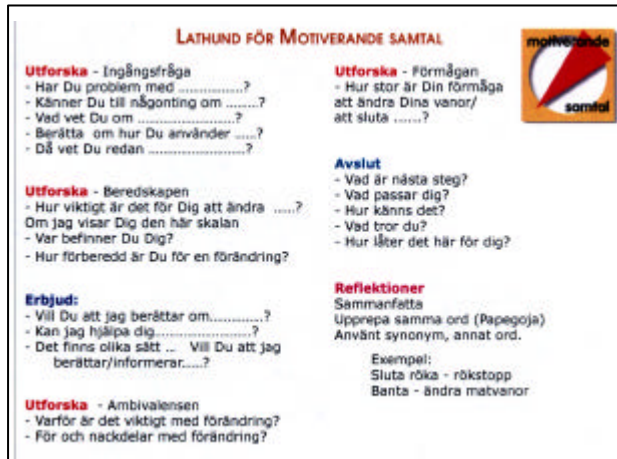 LATHUND FÖR MOTIVERANDE SAMTAL
motiverande
samtal
Utforska - Ingångsfråga
- Har Du problem med ................?
- Känner Du till någonting om ........?
- Vad vet Du om .......................?
- Berätta om hur Du använder .....?
- Då vet Du redan .....................?
Utforska - Beredskapen
- Hur viktigt är det för Dig att ändra .....?
Om jag visar Dig den här skalan
- Var befinner Du Dig?
- Hur förberedd är Du för en förändring?
Erbjud:
- Vill Du att jag berättar om............?
- Kan jag hjälpa dig.....................?
- Det finns olika sätt ... Vill Du att jag
berättar/informerar.....?
Utforska - Ambivalensen
- Varför är det viktigt med förändring?
- För och nackdelar med förändring?
Utforska - Förmågan
- Hur stor är Din förmåga
att ändra Dina vanor/
att sluta .......?
Avslut
- Vad är nästa steg?
- Vad passar dig?
- Hur känns det?
- Vad tror du?
- Hur låter det här för dig?
Reflektioner
Sammanfatta
Upprepa samma ord (Papegoja)
Använt synonym, annat ord.
Exempel:
Sluta röka - rökstopp
Banta - ändra matvanor